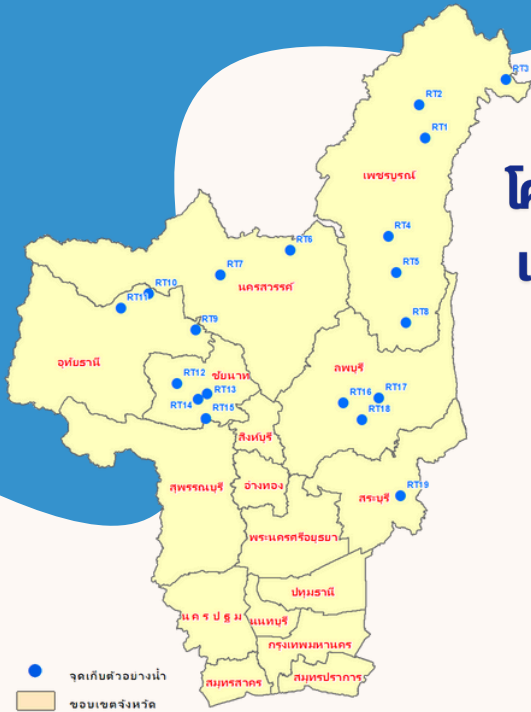 RT3
RT2
RT1
เพชรบูรณ์
โค
RT4
RT6
RT5
RT7
นครสวรรค์
RT10
RT11
RT8
RT9
อุทัยธานี
ลพบุรี
ชัยนาท
RT12
RT13
RT14
RT16
RT17
RT15
RT18
สิงห์บุรี
สุพรรณบุรี
อ่างทอง
สระบุรี
RT19
พระนครศรีอยุธยา
ปทุมธานี
นครปฐม
นนทบุรี
กรุงเทพมหานคร
สมุทรสาคร
สมุทรปราการ
จุดเก็บตัวอย่างน้ำ
ขอบเขตจังหวัด